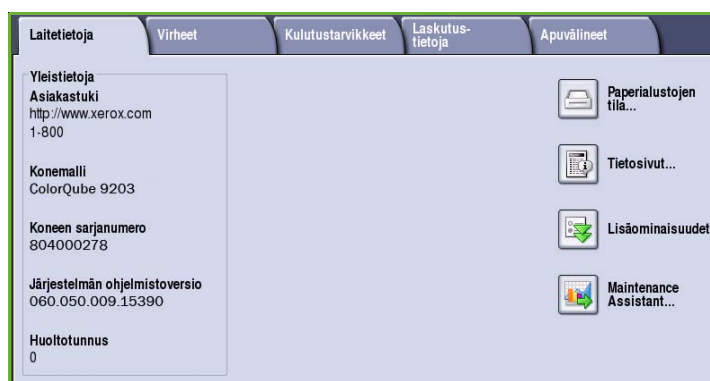 Laitetietoja
Virheet
Kulutustarvikkeet
Laskutus-
tietoja
Apuvälineet
Yleistietoja
Asiakastuki
http://www.xerox.com
1-800
Konemalli
ColorQube 9203
Koneen sarjanumero
804000278
Järjestelmän ohjelmistoversio
060.050.009.15390
Huoltotunnus
0
Paperialustojen
tila...
Tietosivut...
Lisäominaisuudet
Maintenance
Assistant...